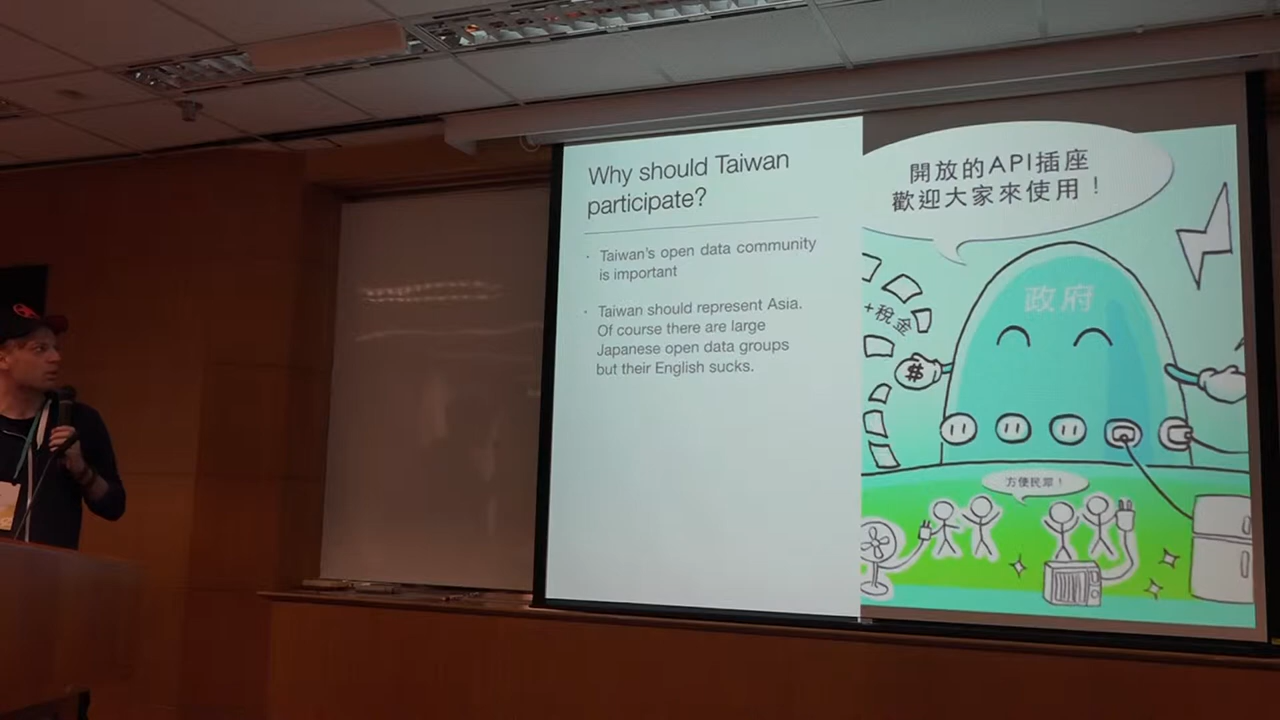 Why should Taiwan
participate?
· Taiwan's open data community
is important
· Taiwan should represent Asia.
Of course there are large
Japanese open data groups
but their English sucks.
開放的API插座
歡迎大家來使用！
政府
+稅金
#
方便民眾！